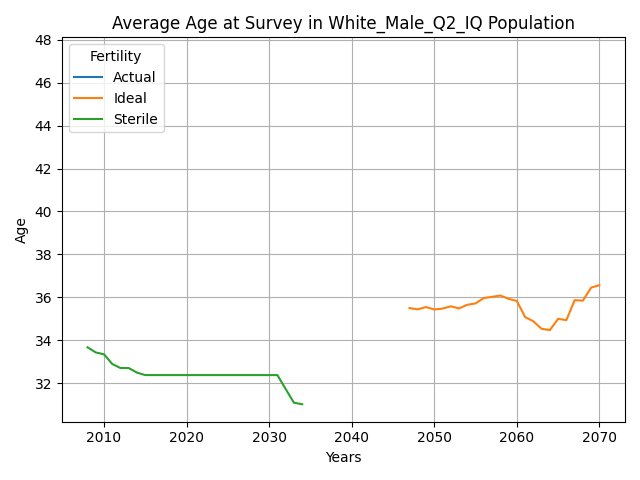 Average Age at Survey in White_Male_Q2_IQ Population
48
46
44
42
40
38
36
34
32
Age
Fertility
Actual
Ideal
Sterile
2010 2020 2030 2040 2050 2060 2070
Years